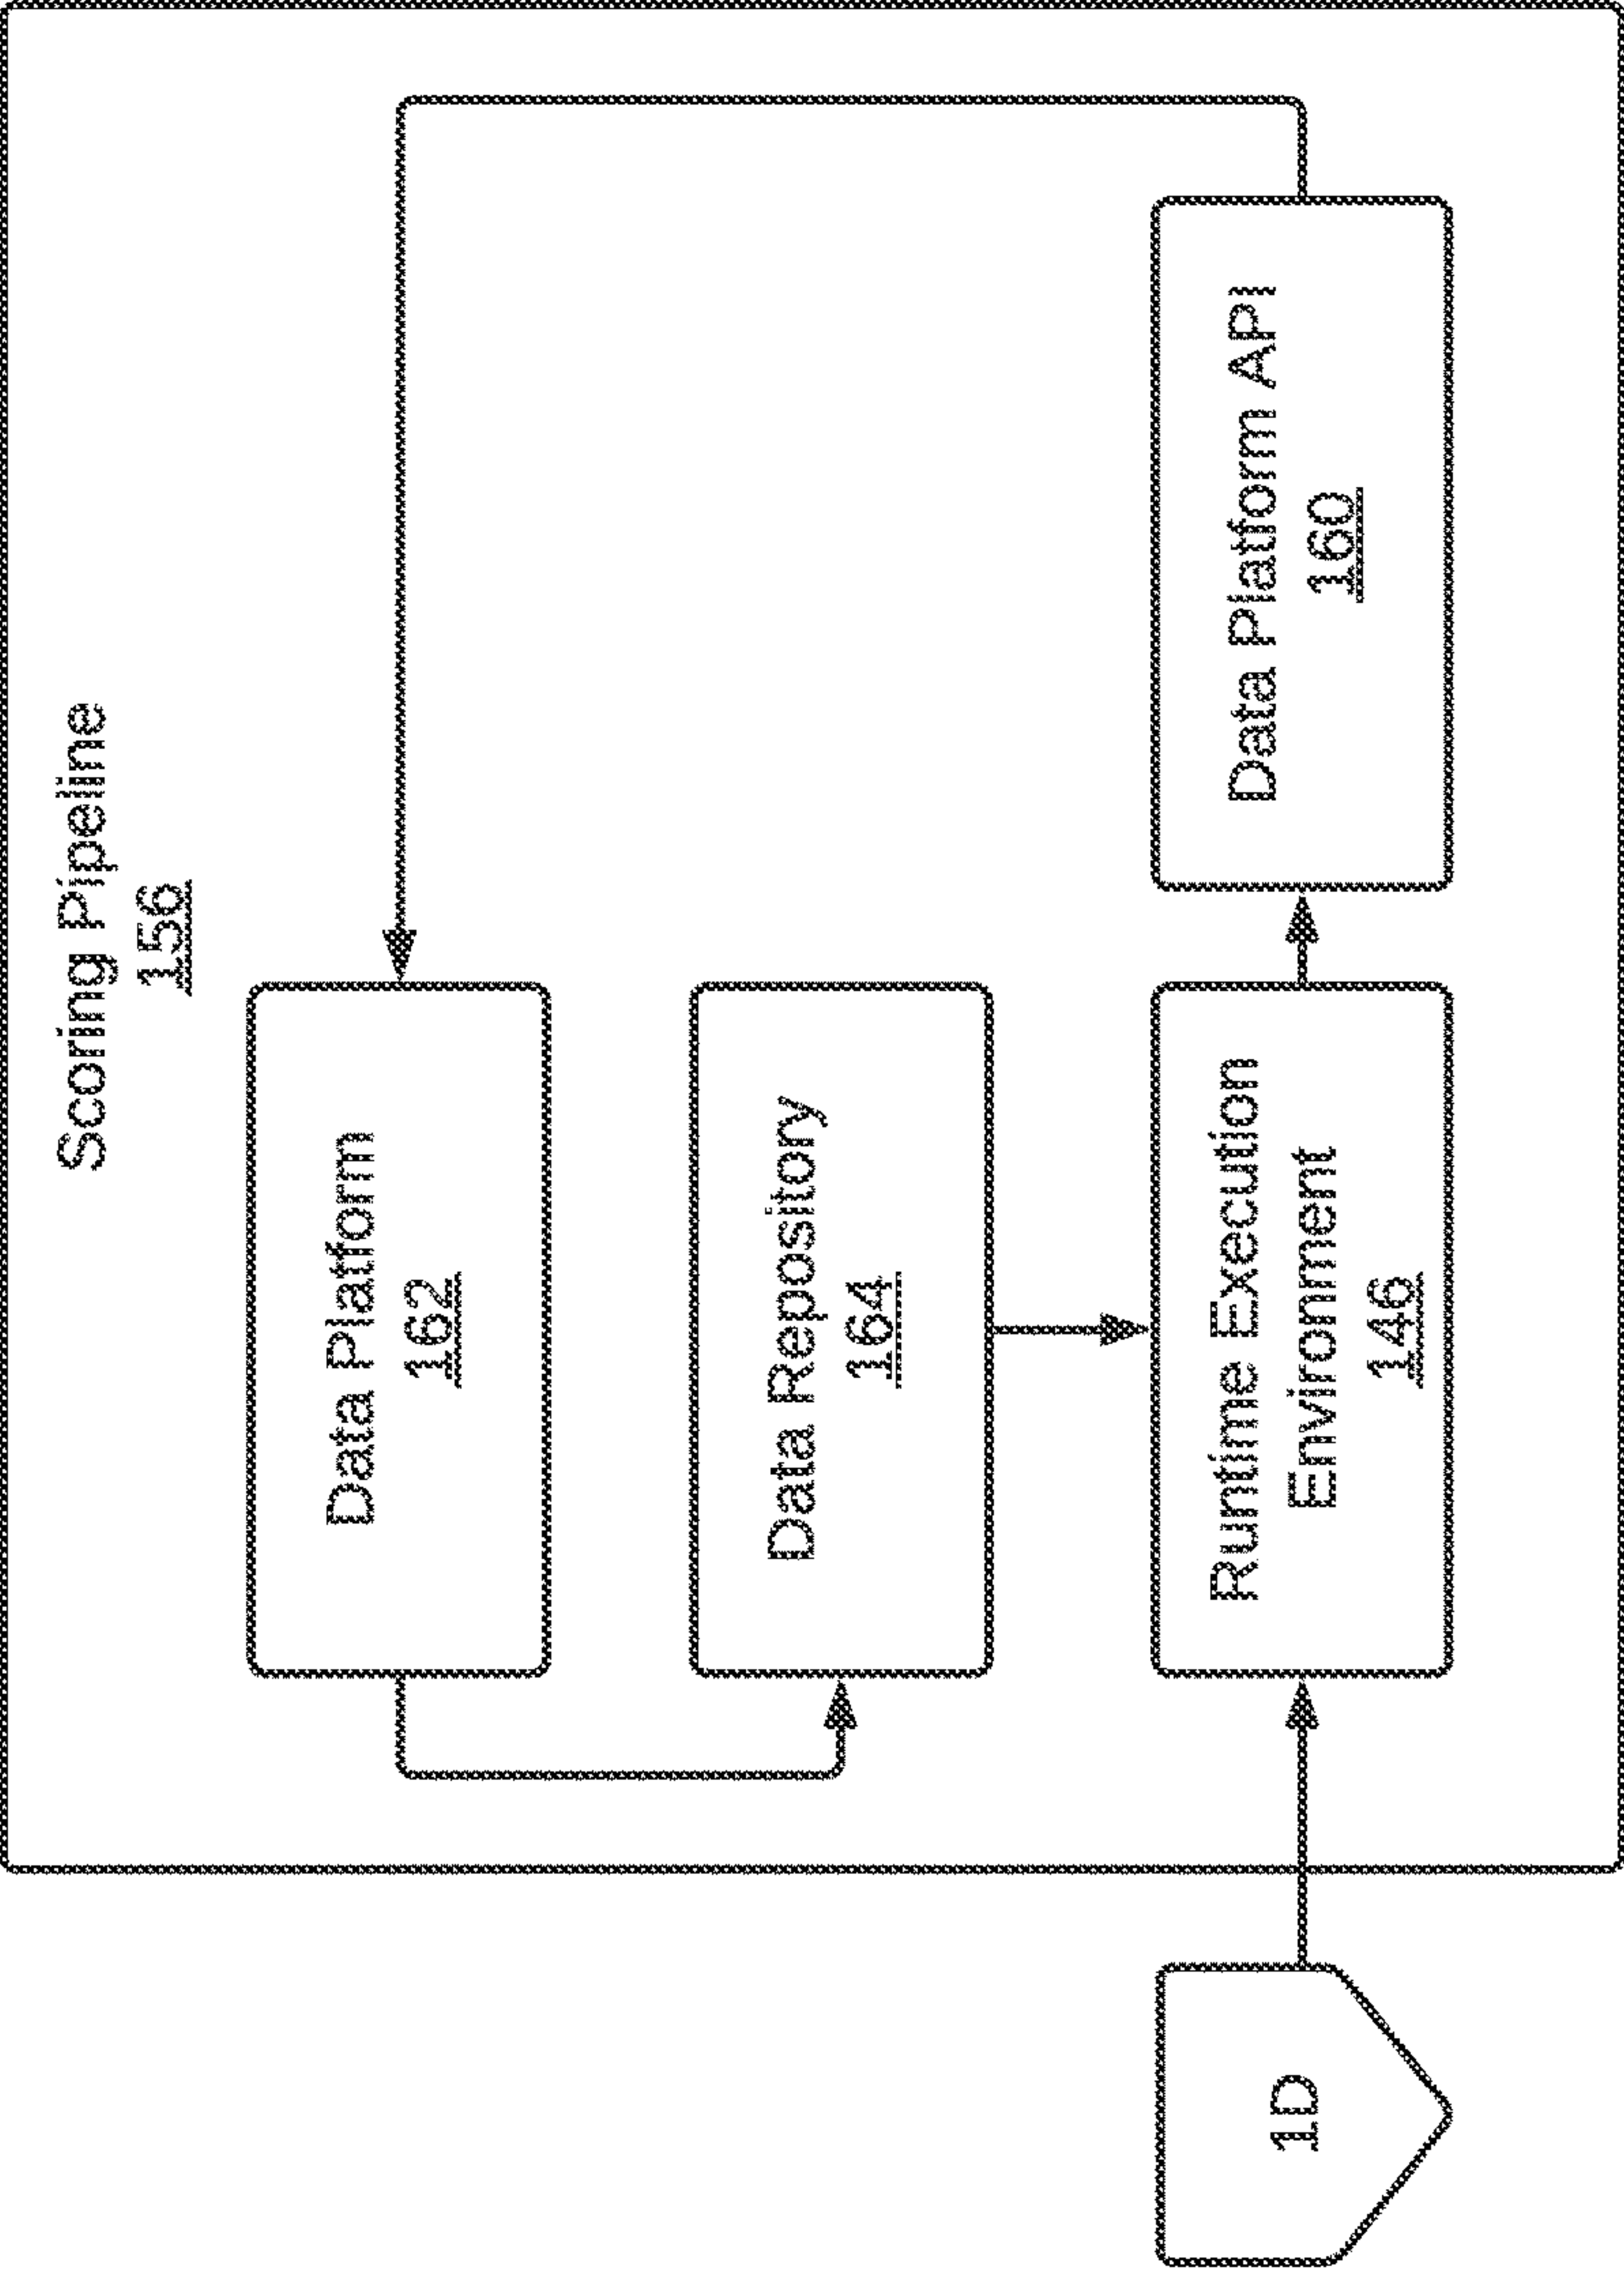 Scoring Pipeline
156
Data Platform
162
Data Repository
164
Runtime Execution
Environment
146
Data Platform API
160
1D